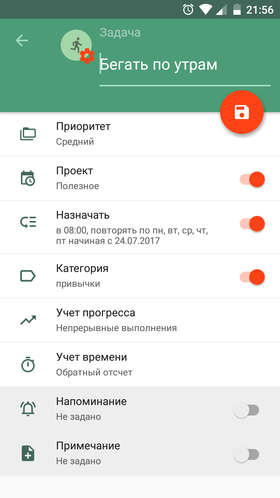 21:56
Задача
Бегать по утрам
Приоритет
Средний
Проект
Полезное
Назначать
в 08:00, повторять по пн, вт, ср, чт,
пт начиная с 24.07.2017
Категория
привычки
Учет прогресса
Непрерывные выполнения
Учет времени
Обратный отсчет
Напоминание
Не задано
Примечание
Не задано